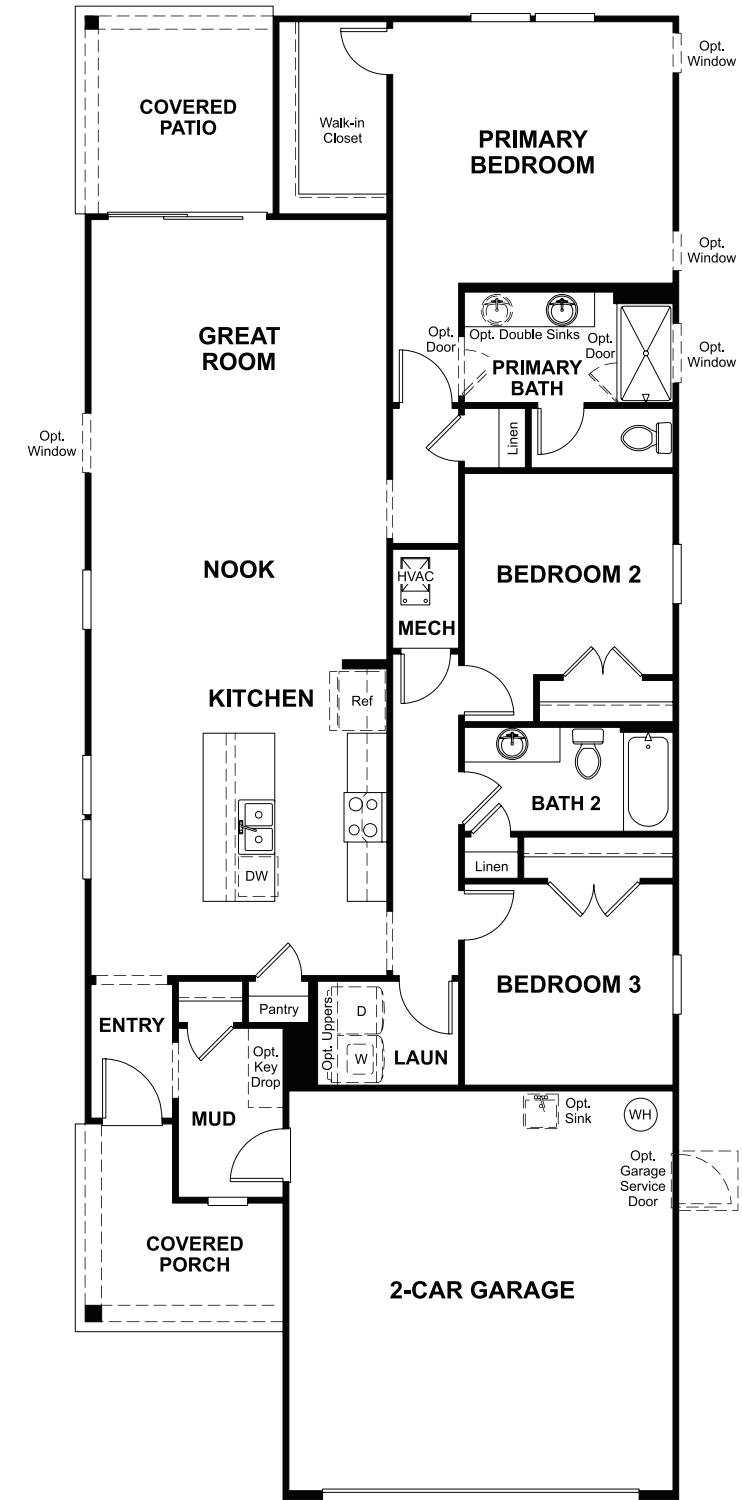 COVERED
PATIO
Walk-in
Closet
PRIMARY
BEDROOM
Opt.
Window
Opt.
Window
GREAT
ROOM
Opt.
Door
Opt. Double Sinks
Opt.
Door
PRIMARY
BATH
Opt.
Window
Opt.
Window
Linen
NOOK
HVAC
MECH
BEDROOM 2
KITCHEN
Ref
BATH 2
DW
Linen
BEDROOM 3
Pantry
ENTRY
Opt. Uppers
D
W
LAUN
Opt.
Key
Drop
MUD
Opt.
Sink
WH
Opt.
Garage
Service
Door
COVERED
PORCH
2-CAR GARAGE